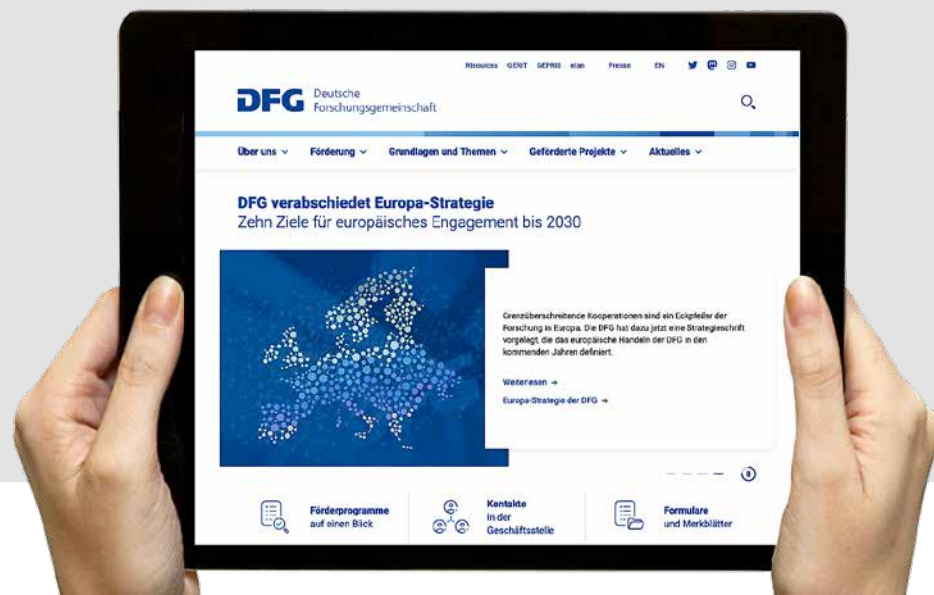 RIsources GERiT GEPRIS elan Presse EN
DFG Deutsche
Forschungsgemeinschaft
Über uns Förderung Grundlagen und Themen Geförderte Projekte Aktuelles
DFG verabschiedet Europa-Strategie
Zehn Ziele für europäisches Engagement bis 2030
Grenzüberschreitende Kooperationen sind ein Eckpfeiler der
Forschung in Europa. Die DFG hat dazu jetzt eine Strategieschrift
vorgelegt, die das europäische Handeln der DFG in den
kommenden Jahren definiert.
Weiterlesen →
Europa-Strategie der DFG →
Förderprogramme
auf einen Blick
Kontakte
in der
Geschäftsstelle
Formulare
und Merkblätter